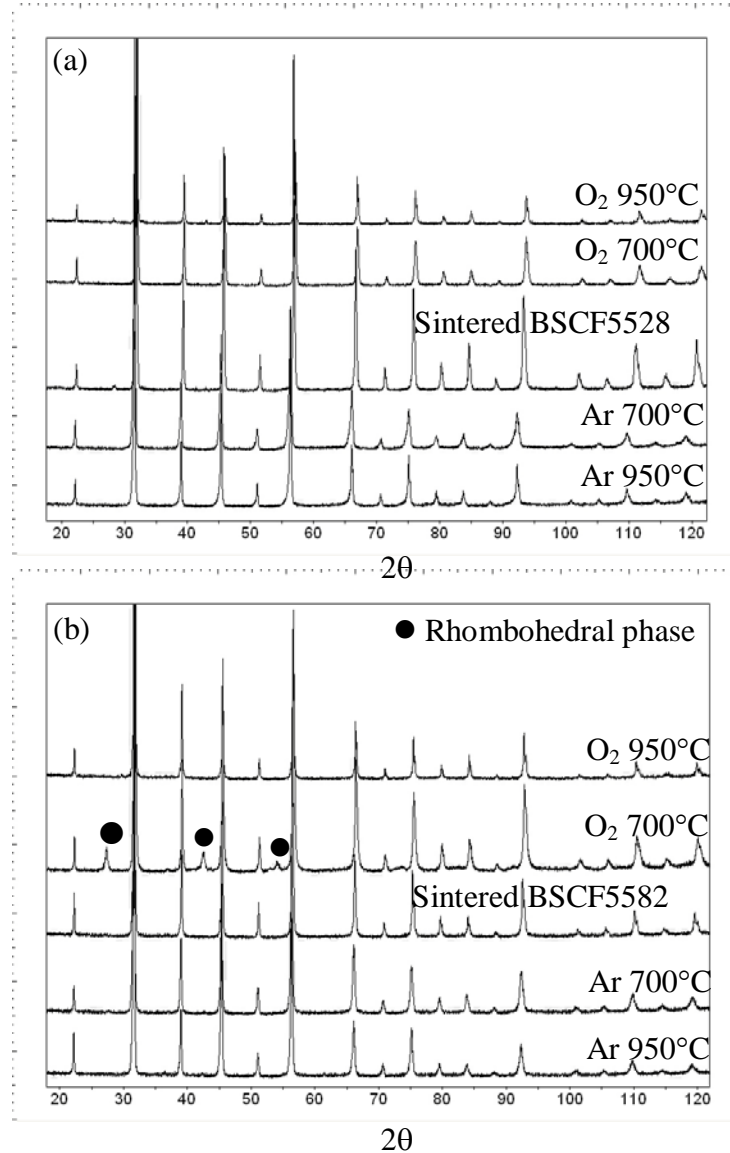 (a)
O₂ 950°C
O₂ 700°C
Sintered BSCF5528
Ar 700°C
Ar 950°C
20 30 40 50 60 70 80 90 100 110 120
2θ
(b)
● Rhombohedral phase
O₂ 950°C
O₂ 700°C
Sintered BSCF5582
Ar 700°C
Ar 950°C
20 30 40 50 60 70 80 90 100 110 120
2θ